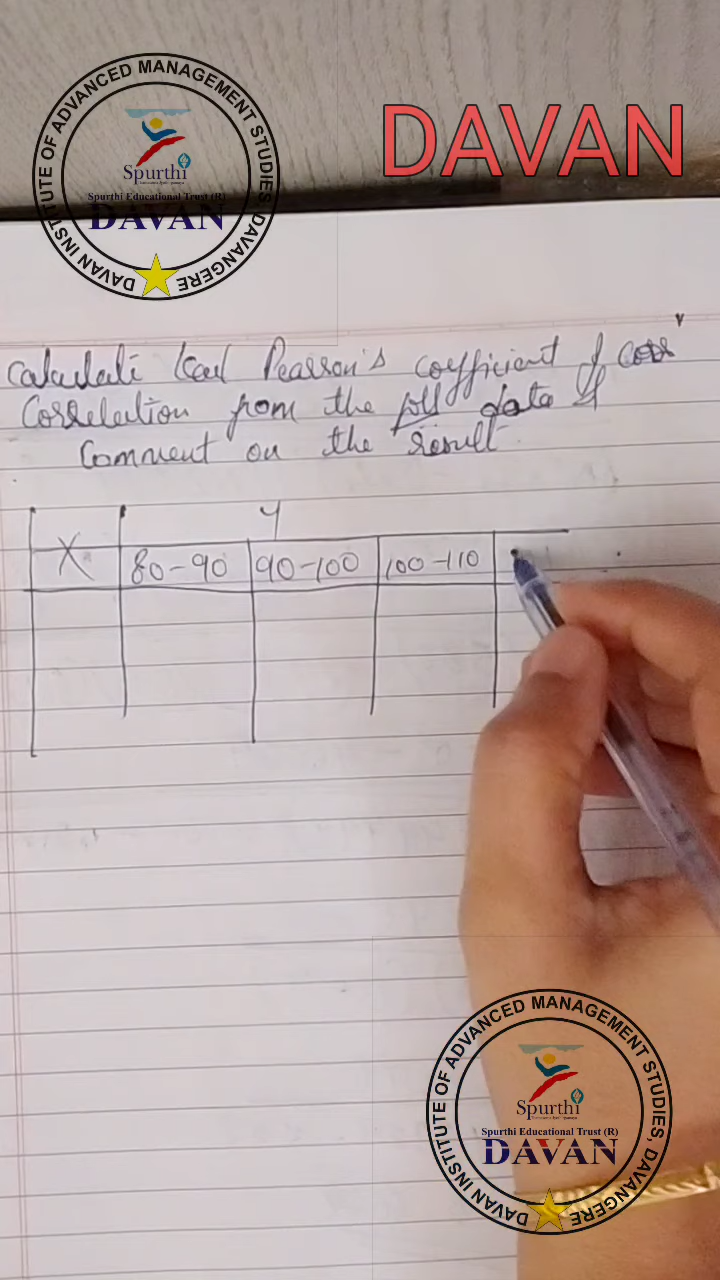 DAVAN
DAVAN INSTITUTE OF ADVANCED MANAGEMENT STUDIES, DAVANGERE
Spurthi
Spurthi Educational Trust (R)
DAVAN
Calculate Karl Pearson's coefficient of
Correlation from the foll data &
Comment on the result.
X
Y
80-90 90-100 100-110
DAVAN INSTITUTE OF ADVANCED MANAGEMENT STUDIES, DAVANGERE
Spurthi
Spurthi Educational Trust (R)
DAVAN